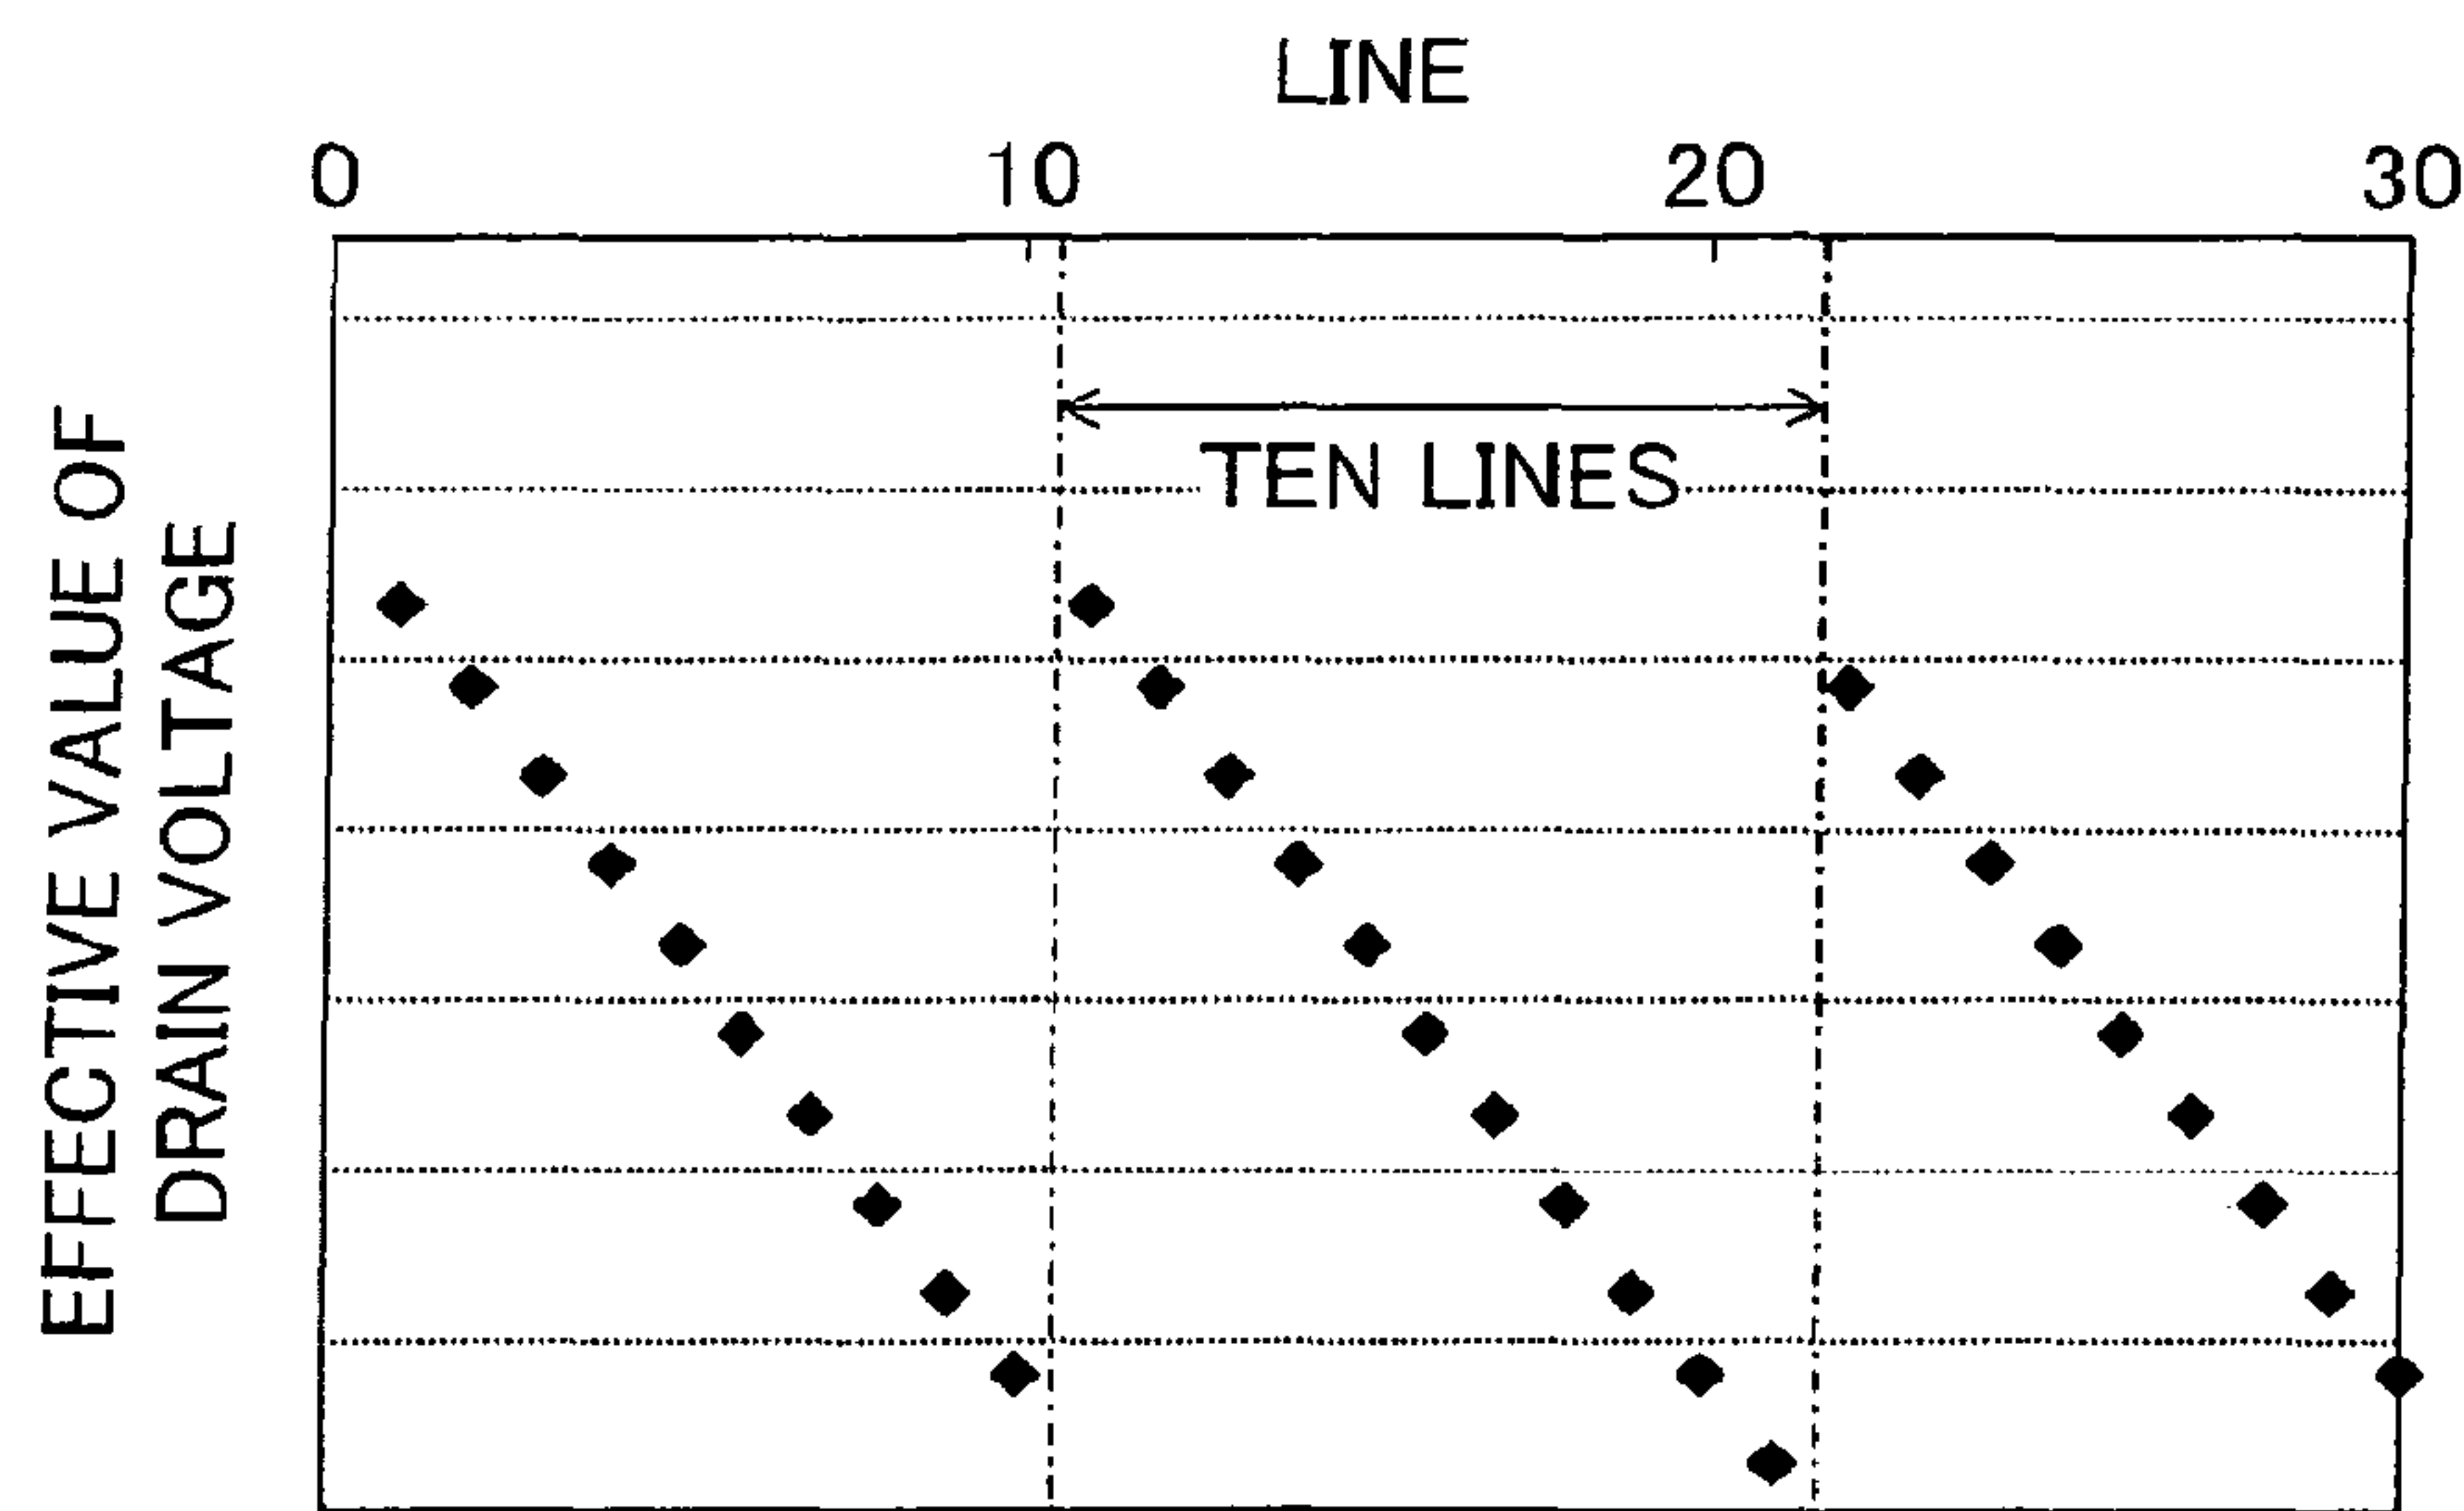 LINE
0 10 20 30
TEN LINES
EFFECTIVE VALUE OF
DRAIN VOLTAGE